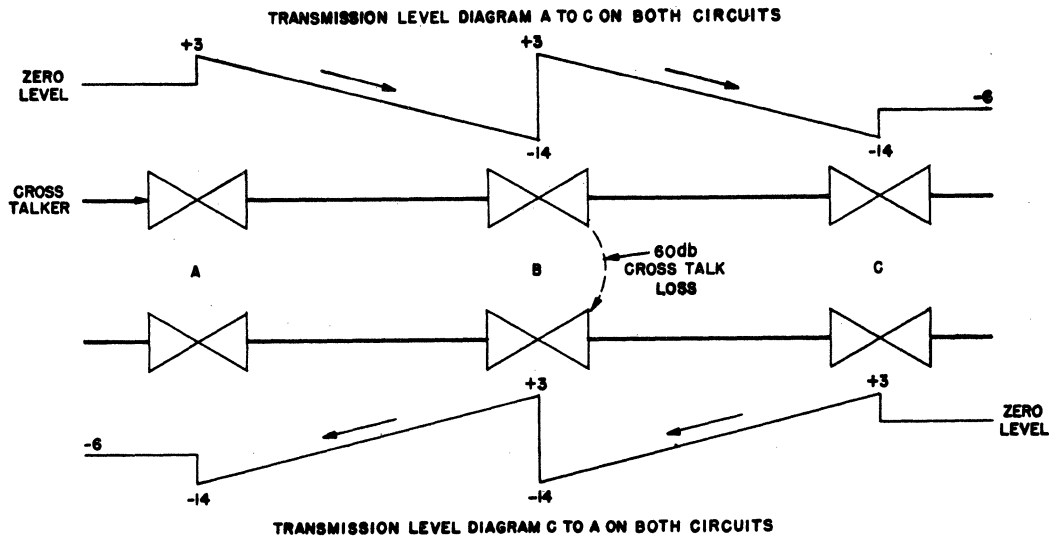 TRANSMISSION LEVEL DIAGRAM A TO C ON BOTH CIRCUITS
+3
+3
ZERO
LEVEL
-6
-14
-14
CROSS
TALKER
60db
CROSS TALK
LOSS
A
B
C
+3
+3
ZERO
LEVEL
-6
-14
-14
TRANSMISSION LEVEL DIAGRAM C TO A ON BOTH CIRCUITS